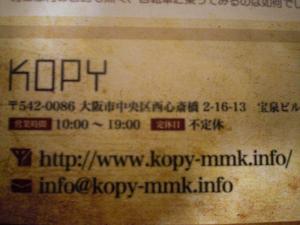 KOPY
〒542-0086 大阪市中央区西心斎橋 2-16-13 宝泉ビル
営業時間 10:00 ～ 19:00 定休日 不定休
http://www.kopy-mmk.info/
info@kopy-mmk.info